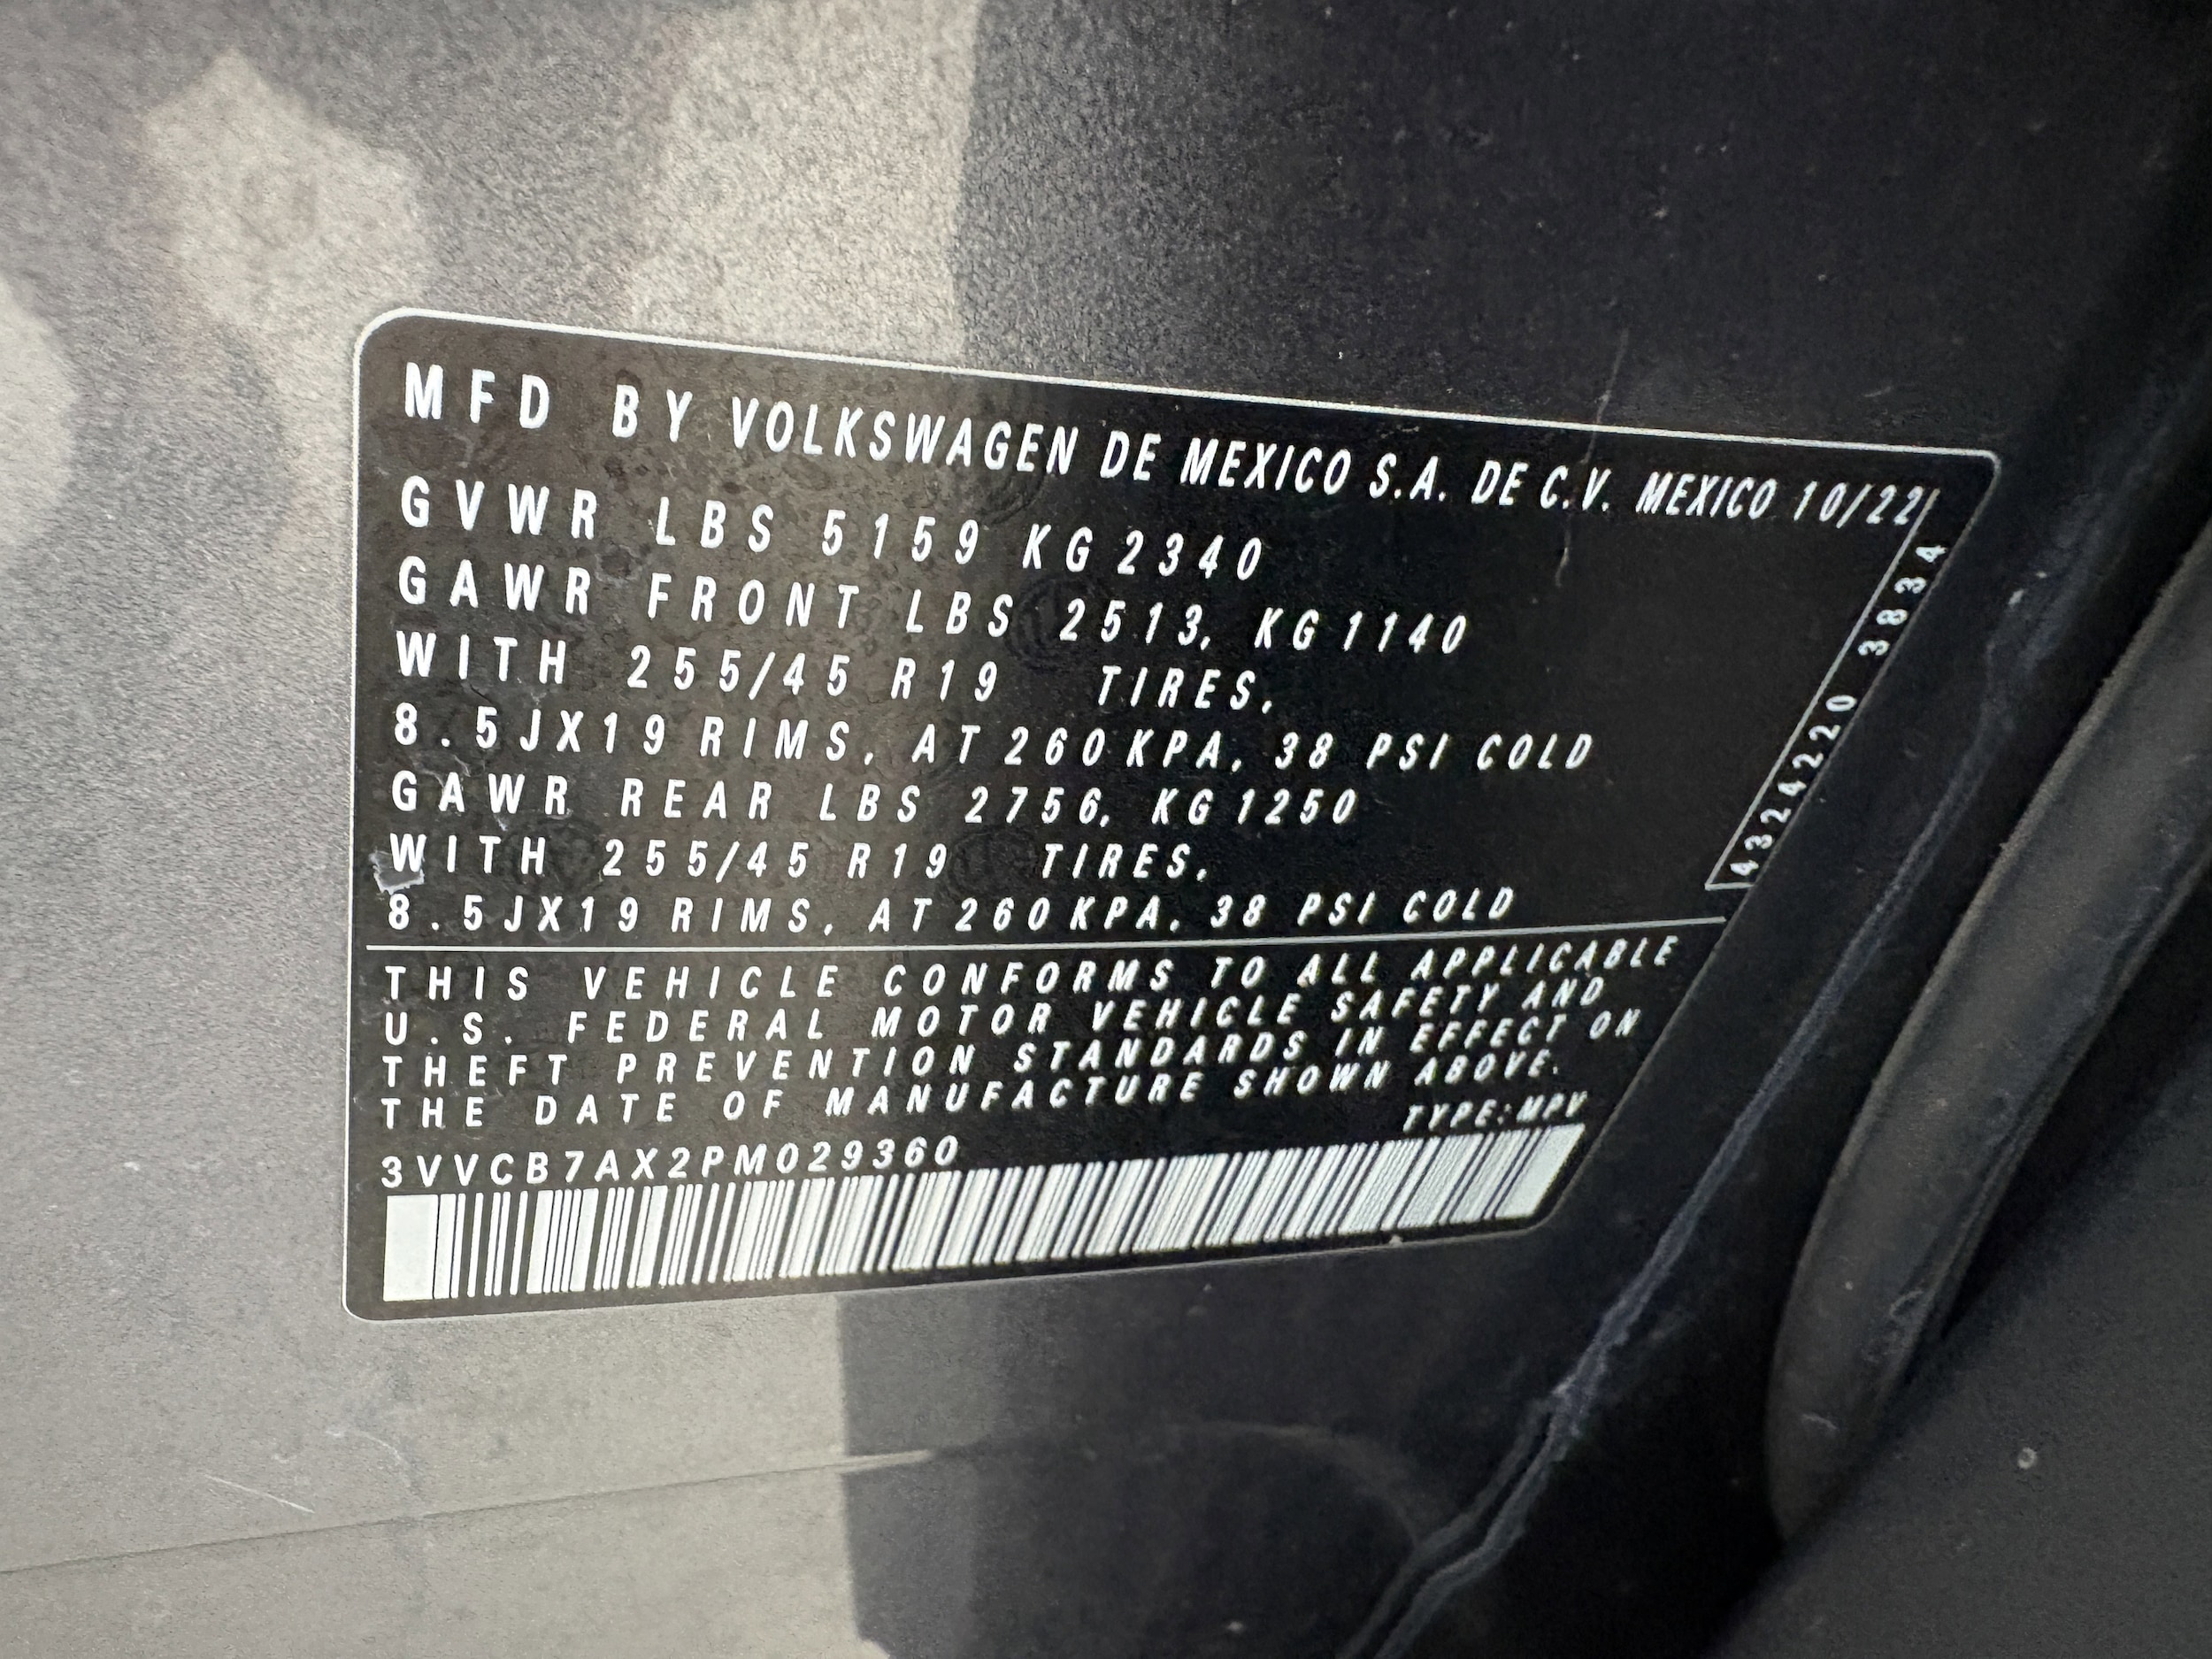 MFD BY VOLKSWAGEN DE MEXICO S.A. DE C.V. MEXICO 10/22
GVWR LBS 5159 KG 2340
GAWR FRONT LBS 2513, KG 1140
WITH 255/45 R19 TIRES,
8.5JX19 RIMS, AT 260 KPA, 38 PSI COLD
GAWR REAR LBS 2756, KG 1250
WITH 255/45 R19 TIRES,
8.5JX19 RIMS, AT 260 KPA, 38 PSI COLD
4324220 3834
THIS VEHICLE CONFORMS TO ALL APPLICABLE
U.S. FEDERAL MOTOR VEHICLE SAFETY AND
THEFT PREVENTION STANDARDS IN EFFECT ON
THE DATE OF MANUFACTURE SHOWN ABOVE.
TYPE:MPV
3VVCB7AX2PM029360